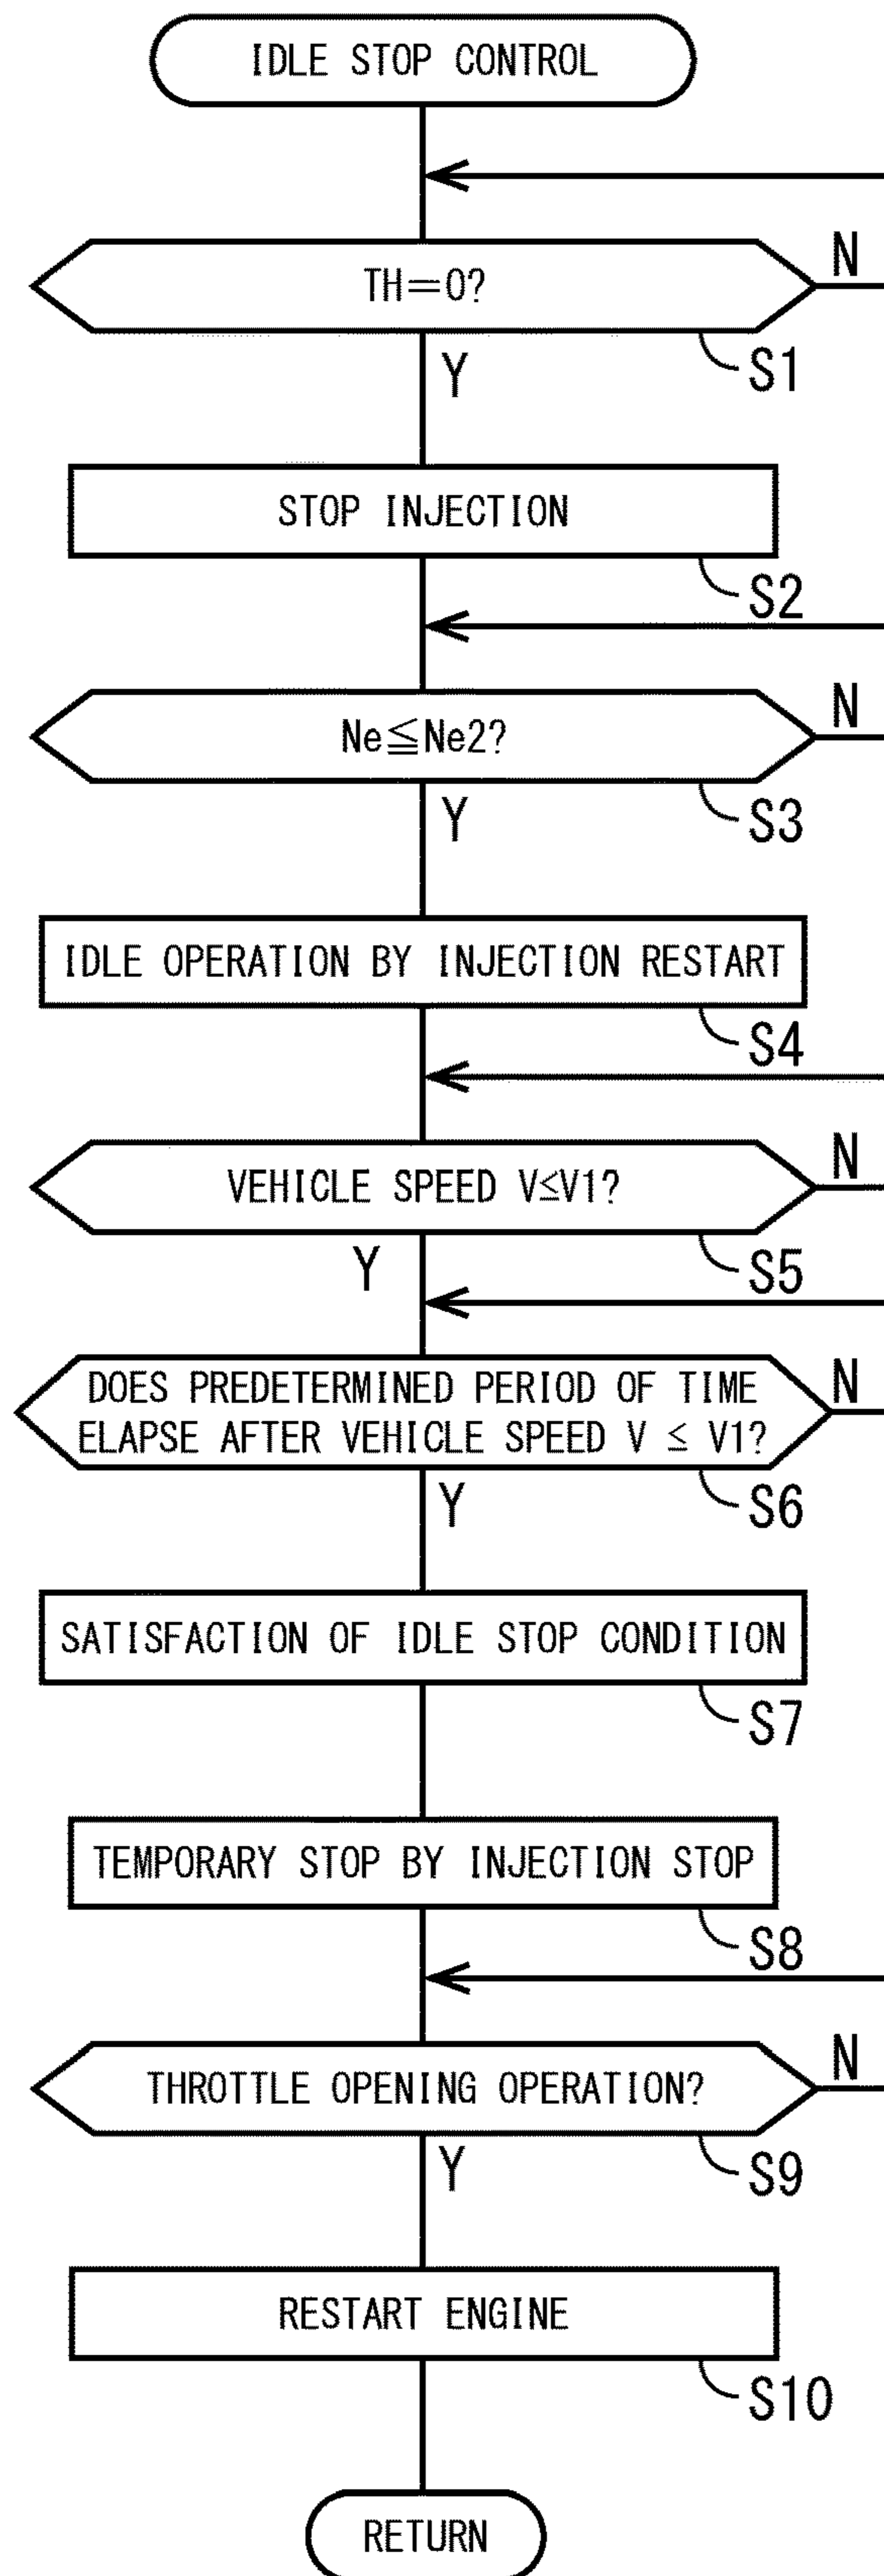 IDLE STOP CONTROL
TH=0?
N
S1
Y
STOP INJECTION
S2
Ne≦Ne2?
N
S3
Y
IDLE OPERATION BY INJECTION RESTART
S4
VEHICLE SPEED V≤V1?
N
S5
Y
DOES PREDETERMINED PERIOD OF TIME
ELAPSE AFTER VEHICLE SPEED V ≤ V1?
N
S6
Y
SATISFACTION OF IDLE STOP CONDITION
S7
TEMPORARY STOP BY INJECTION STOP
S8
THROTTLE OPENING OPERATION?
N
S9
Y
RESTART ENGINE
S10
RETURN